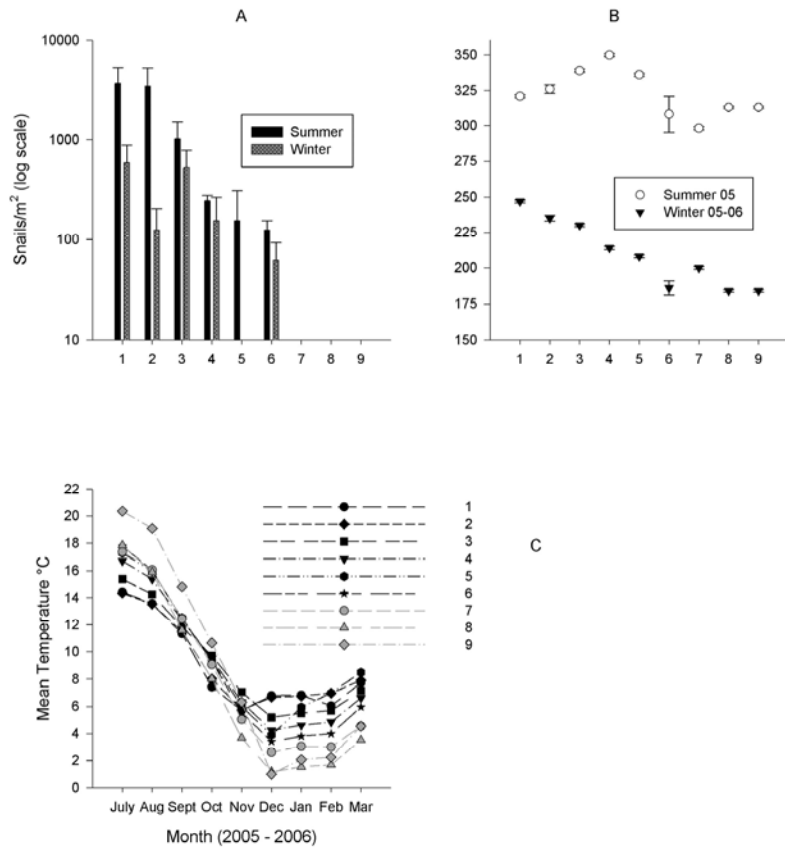 A
B
10000
1000
100
10
Snails/m² (log scale)
Summer
Winter
1 2 3 4 5 6 7 8 9
350
325
300
275
250
225
200
175
150
Summer 05
Winter 05-06
1 2 3 4 5 6 7 8 9
22
20
18
16
14
12
10
8
6
4
2
0
Mean Temperature °C
1
2
3
4
5
6
7
8
9
C
July Aug Sept Oct Nov Dec Jan Feb Mar
Month (2005 - 2006)